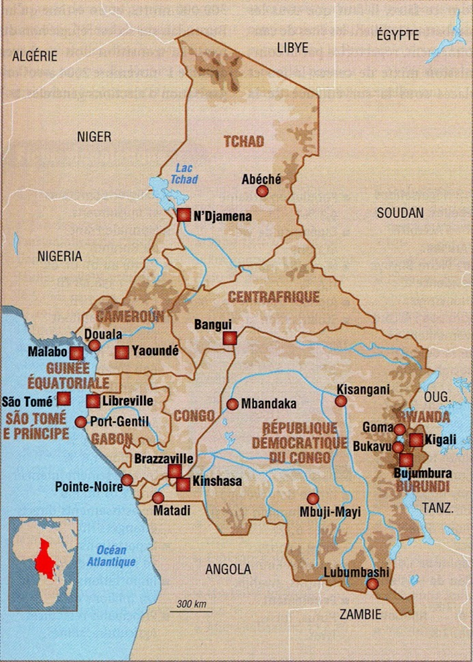 ÉGYPTE
LIBYE
ALGÉRIE
NIGER
TCHAD
Lac
Tchad
Abéché
N'Djamena
SOUDAN
NIGERIA
CENTRAFRIQUE
CAMEROUN
Bangui
Douala
Malabo
Yaoundé
GUINÉE
ÉQUATORIALE
São Tomé
Libreville
SÃO TOMÉ
E PRÍNCIPE
Port-Gentil
GABON
CONGO
Mbandaka
Kisangani
OUG.
RÉPUBLIQUE
DÉMOCRATIQUE
DU CONGO
Goma
RWANDA
Kigali
Bukavu
Bujumbura
BURUNDI
Brazzaville
Kinshasa
Pointe-Noire
Matadi
Mbuji-Mayi
TANZ.
Océan
Atlantique
ANGOLA
Lubumbashi
300 km
ZAMBIE